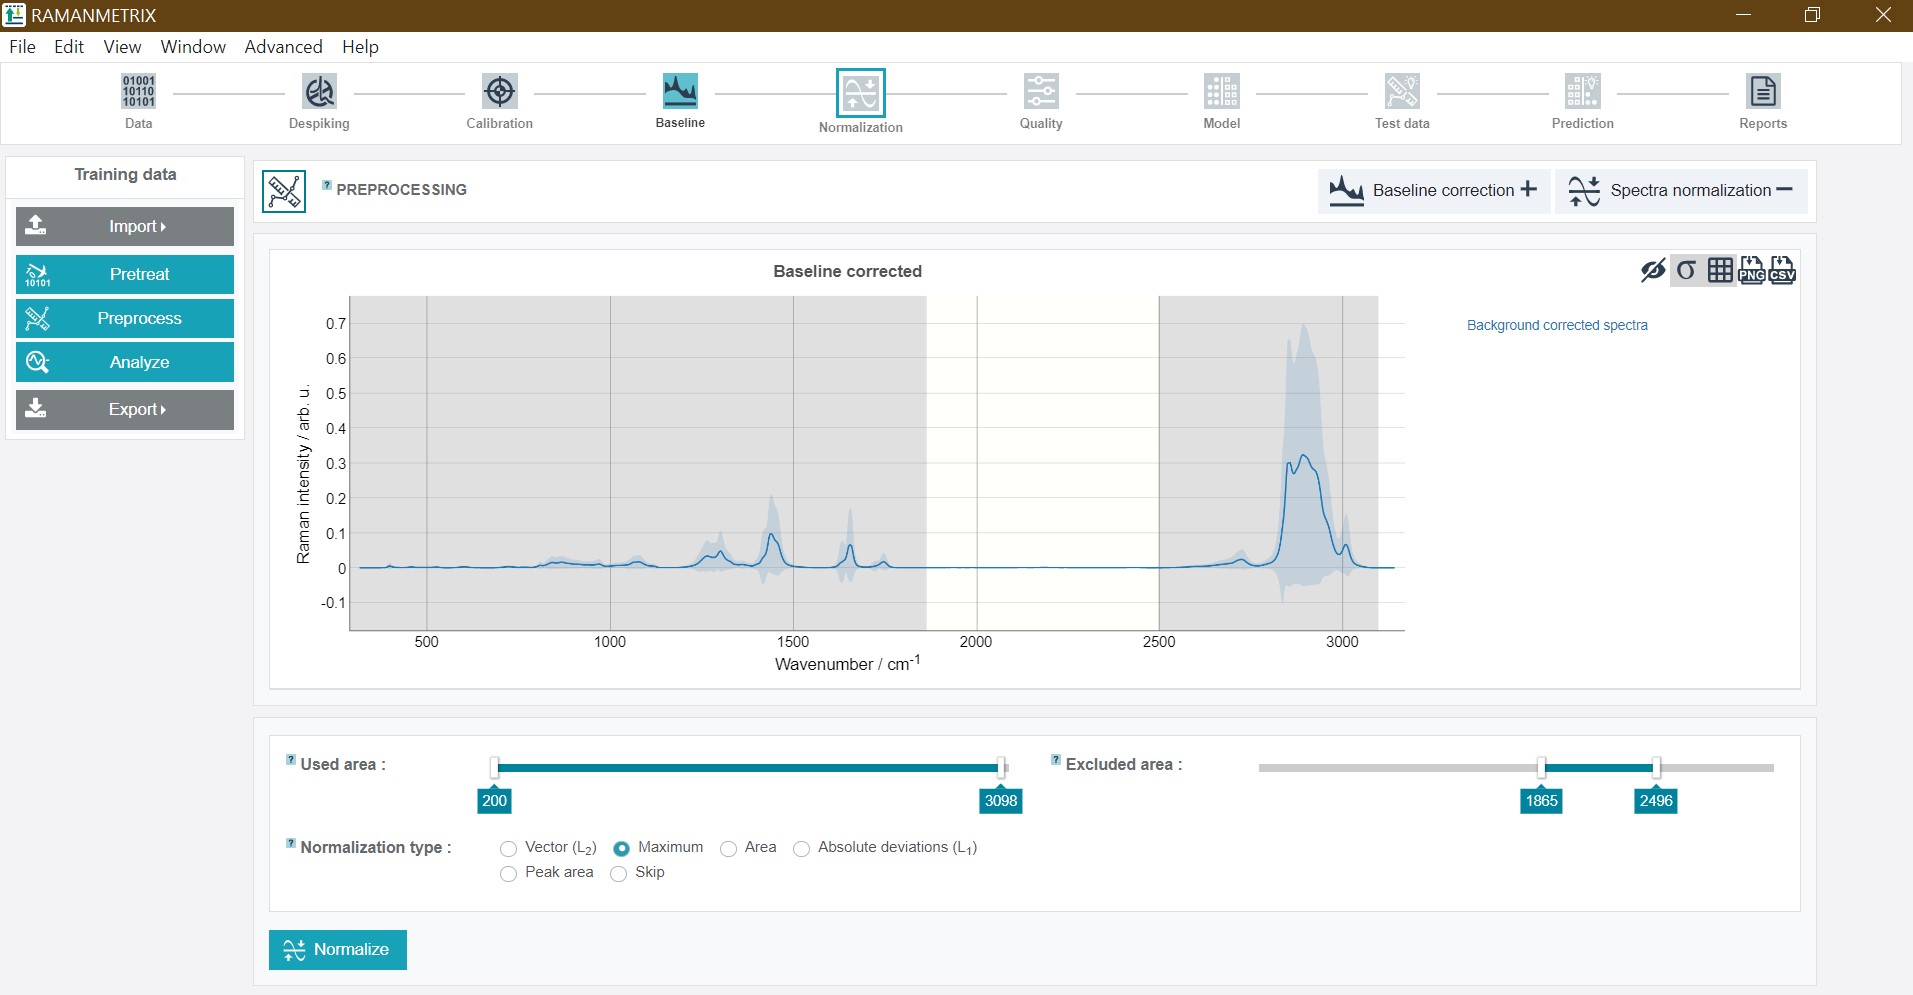 RAMANMETRIX
File Edit View Window Advanced Help
01001
10110
10101
Data Despiking Calibration Baseline Normalization Quality Model Test data Prediction Reports
Training data
Import
10101
Pretreat
Preprocess
Analyze
Export
? PREPROCESSING
Baseline correction +
Spectra normalization −
Baseline corrected
σ PNG CSV
Background corrected spectra
Raman intensity / arb. u.
0.7
0.6
0.5
0.4
0.3
0.2
0.1
0
-0.1
500 1000 1500 2000 2500 3000
Wavenumber / cm⁻¹
? Used area :
200 3098
? Excluded area :
1865 2496
? Normalization type :
Vector (L₂) Maximum Area Absolute deviations (L₁)
Peak area Skip
Normalize